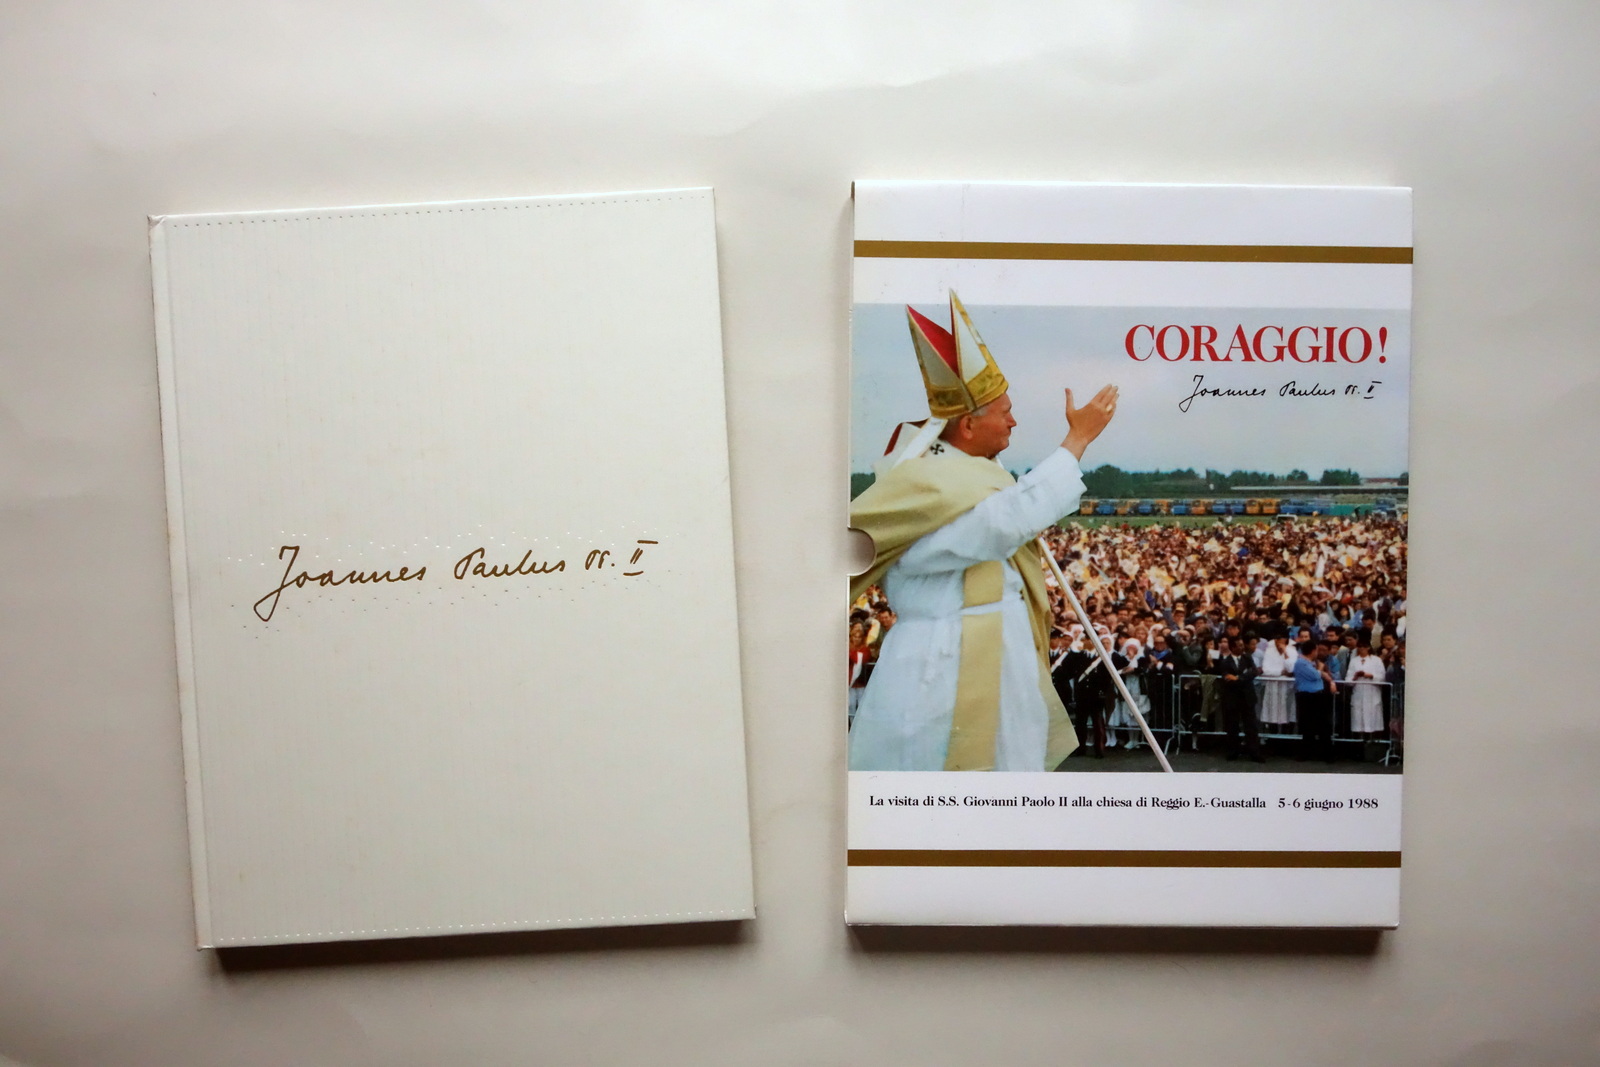 Joannes Paulus PP. II
CORAGGIO!
Joannes Paulus PP. II
La visita di S.S. Giovanni Paolo II alla chiesa di Reggio E.-Guastalla 5-6 giugno 1988